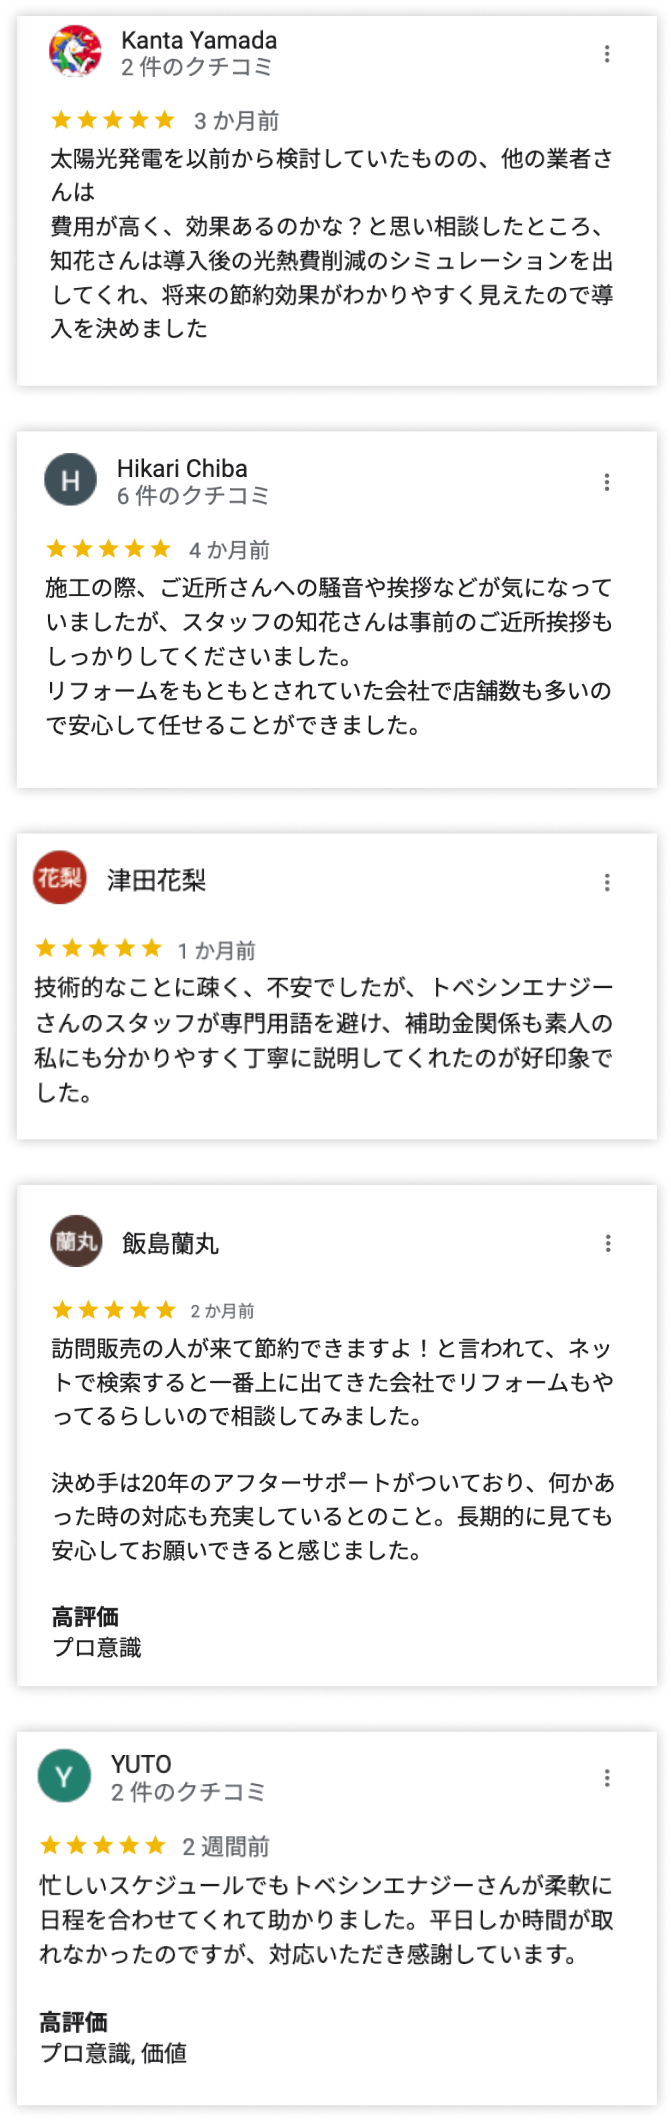 Kanta Yamada
2 件のクチコミ
3 か月前
太陽光発電を以前から検討していたものの、他の業者さ
んは
費用が高く、効果あるのかな？と思い相談したところ、
知花さんは導入後の光熱費削減のシミュレーションを出
してくれ、将来の節約効果がわかりやすく見えたので導
入を決めました
H
Hikari Chiba
6 件のクチコミ
4 か月前
施工の際、ご近所さんへの騒音や挨拶などが気になって
いましたが、スタッフの知花さんは事前のご近所挨拶も
しっかりしてくださいました。
リフォームをもともとされていた会社で店舗数も多いの
で安心して任せることができました。
花梨
津田花梨
1 か月前
技術的なことに疎く、不安でしたが、トベシンエナジー
さんのスタッフが専門用語を避け、補助金関係も素人の
私にも分かりやすく丁寧に説明してくれたのが好印象で
した。
蘭丸
飯島蘭丸
2 か月前
訪問販売の人が来て節約できますよ！と言われて、ネッ
トで検索すると一番上に出てきた会社でリフォームもや
ってるらしいので相談してみました。
決め手は20年のアフターサポートがついており、何かあ
った時の対応も充実しているとのこと。長期的に見ても
安心してお願いできると感じました。
高評価
プロ意識
Y
YUTO
2 件のクチコミ
2 週間前
忙しいスケジュールでもトベシンエナジーさんが柔軟に
日程を合わせてくれて助かりました。平日しか時間が取
れなかったのですが、対応いただき感謝しています。
高評価
プロ意識, 価値